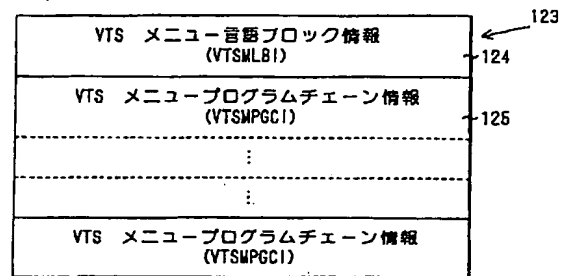 123
VTS メニュー言語ブロック情報
(VTSMLBI)
124
VTS メニュープログラムチェーン情報
(VTSMPGCI)
125
⋮
⋮
VTS メニュープログラムチェーン情報
(VTSMPGCI)